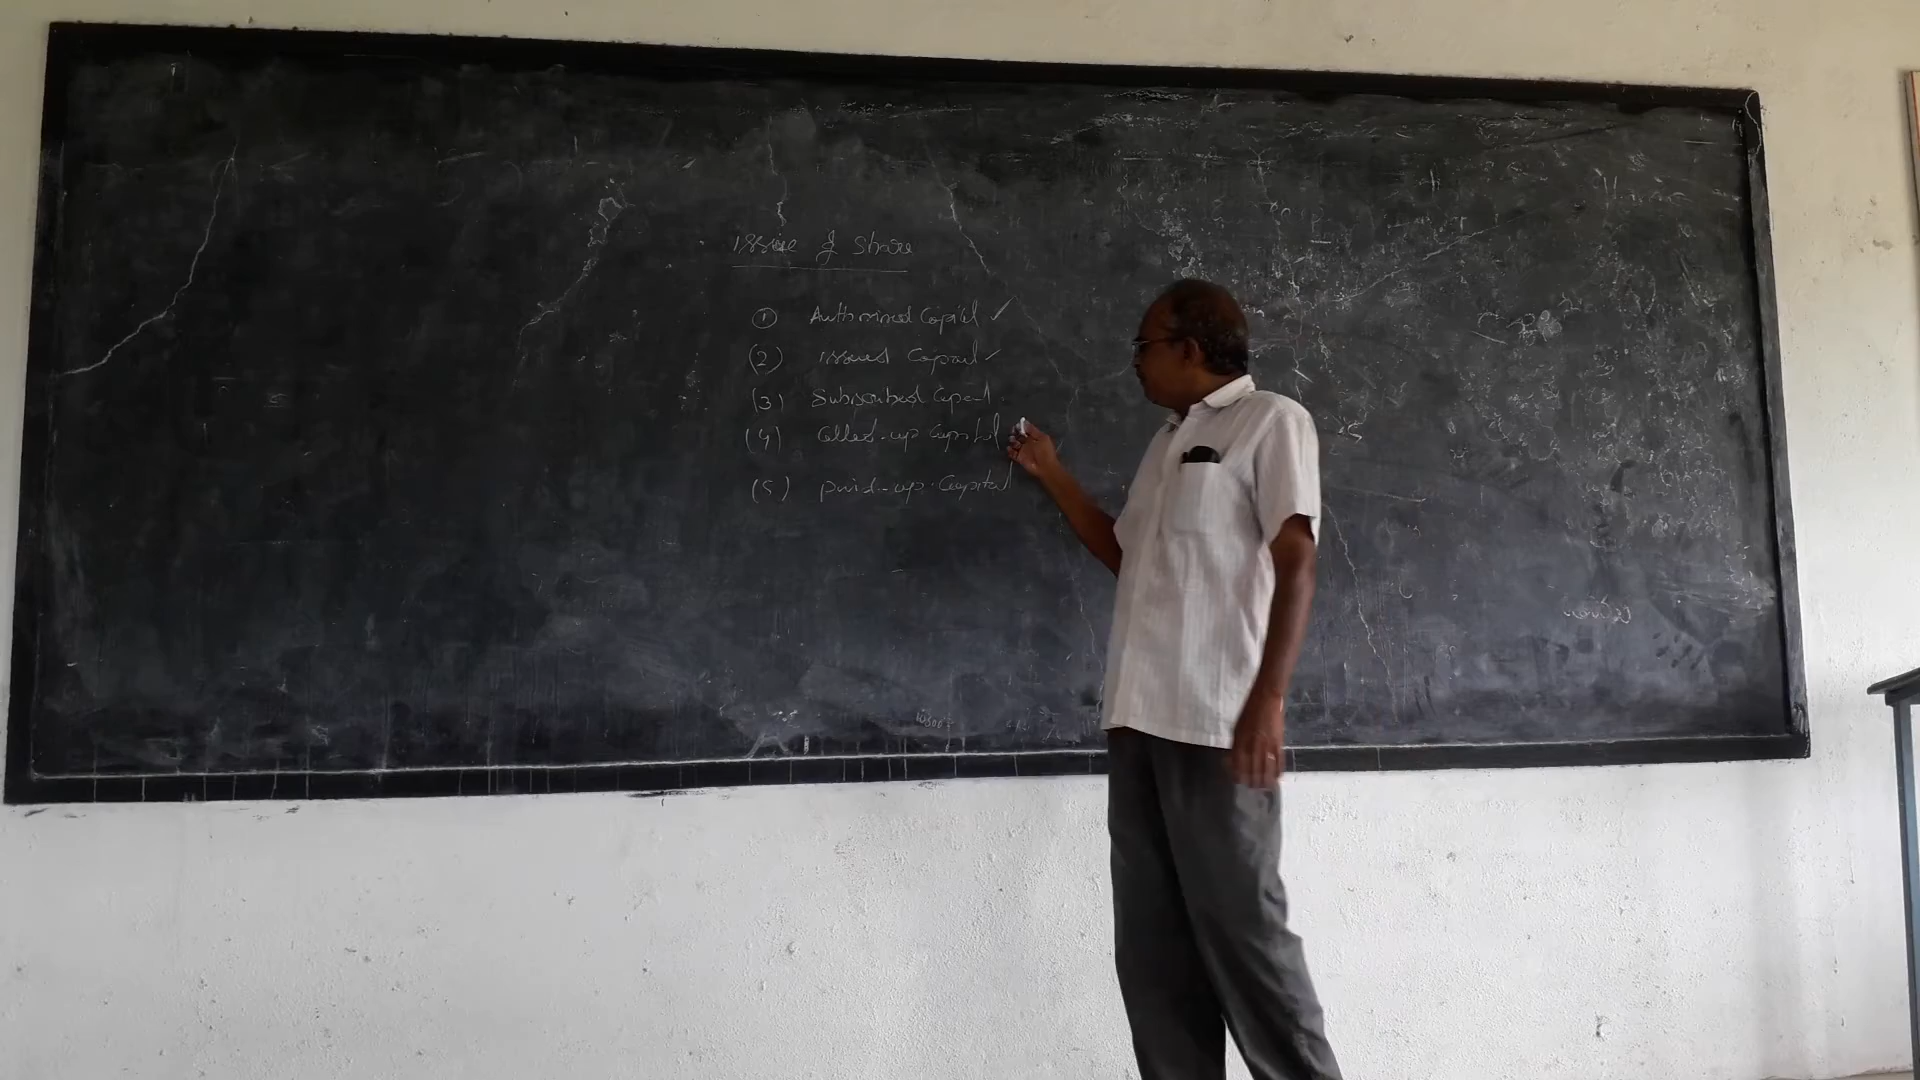 Issue of Share
① Authorised Capital ✓
(2) Issued Capital ✓
(3) Subscribed Capital
(4) Called-up Capital
(5) Paid-up Capital